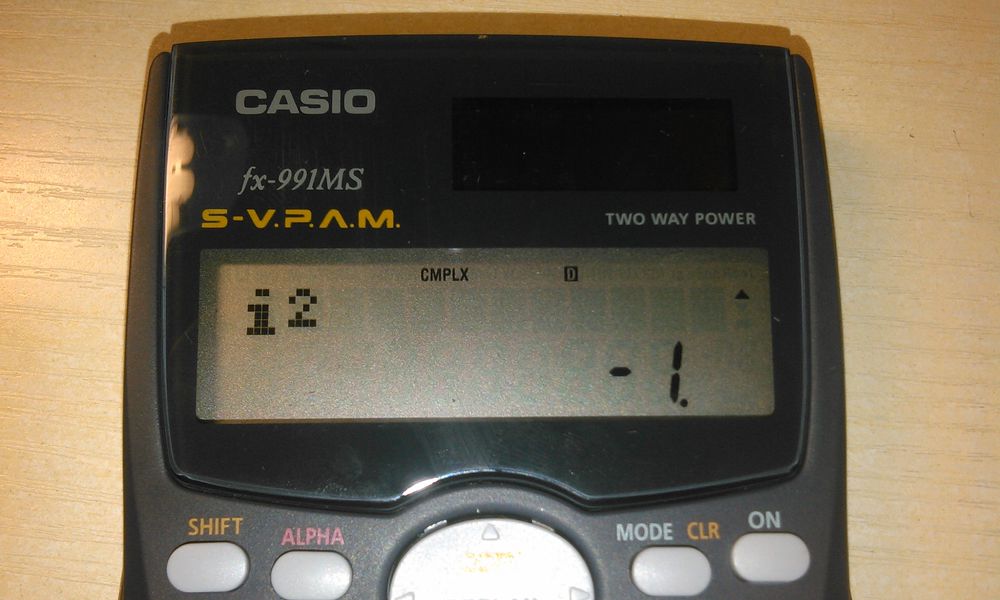 CASIO
fx-991MS
S-V.P.A.M.
TWO WAY POWER
CMPLX D
i²
-1.
SHIFT ALPHA MODE CLR ON